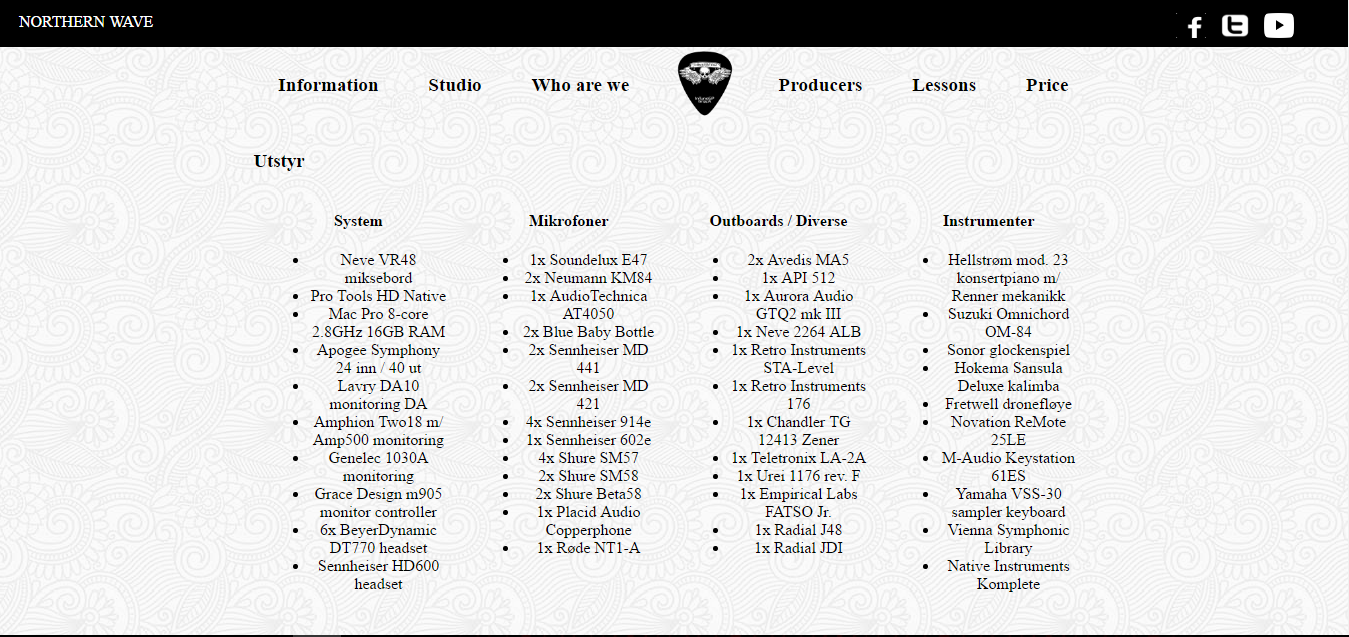 NORTHERN WAVE
Information Studio Who are we Producers Lessons Price
Utstyr
System
Neve VR48
miksebord
Pro Tools HD Native
Mac Pro 8-core
2.8GHz 16GB RAM
Apogee Symphony
24 inn / 40 ut
Lavry DA10
monitoring DA
Amphion Two18 m/
Amp500 monitoring
Genelec 1030A
monitoring
Grace Design m905
monitor controller
6x BeyerDynamic
DT770 headset
Sennheiser HD600
headset
Mikrofoner
1x Soundelux E47
2x Neumann KM84
1x AudioTechnica
AT4050
2x Blue Baby Bottle
2x Sennheiser MD
441
2x Sennheiser MD
421
4x Sennheiser 914e
1x Sennheiser 602e
4x Shure SM57
2x Shure SM58
2x Shure Beta58
1x Placid Audio
Copperphone
1x Røde NT1-A
Outboards / Diverse
2x Avedis MA5
1x API 512
1x Aurora Audio
GTQ2 mk III
1x Neve 2264 ALB
1x Retro Instruments
STA-Level
1x Retro Instruments
176
1x Chandler TG
12413 Zener
1x Teletronix LA-2A
1x Urei 1176 rev. F
1x Empirical Labs
FATSO Jr.
1x Radial J48
1x Radial JDI
Instrumenter
Hellstrøm mod. 23
konsertpiano m/
Renner mekanikk
Suzuki Omnichord
OM-84
Sonor glockenspiel
Hokema Sansula
Deluxe kalimba
Fretwell dronefløye
Novation ReMote
25LE
M-Audio Keystation
61ES
Yamaha VSS-30
sampler keyboard
Vienna Symphonic
Library
Native Instruments
Komplete